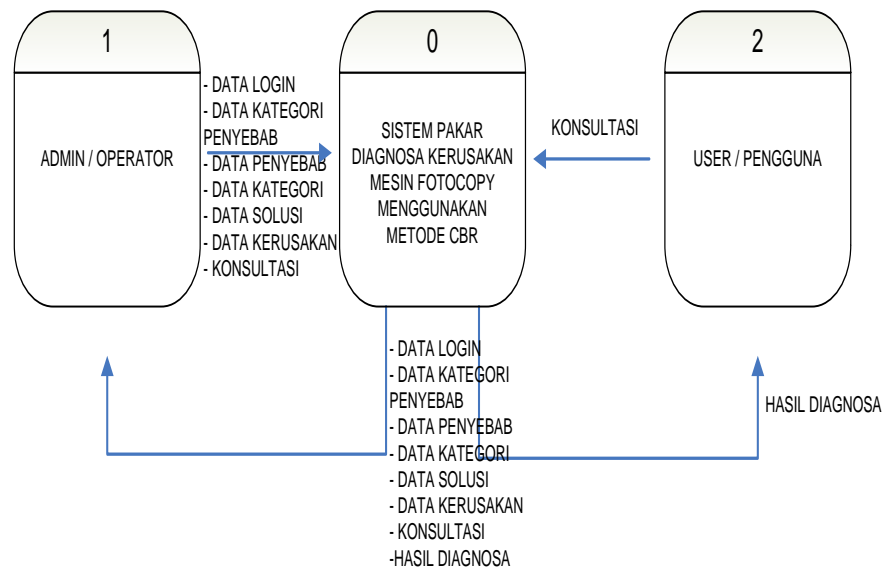 1
ADMIN / OPERATOR
- DATA LOGIN
- DATA KATEGORI
PENYEBAB
- DATA PENYEBAB
- DATA KATEGORI
- DATA SOLUSI
- DATA KERUSAKAN
- KONSULTASI
0
SISTEM PAKAR
DIAGNOSA KERUSAKAN
MESIN FOTOCOPY
MENGGUNAKAN
METODE CBR
KONSULTASI
2
USER / PENGGUNA
- DATA LOGIN
- DATA KATEGORI
PENYEBAB
- DATA PENYEBAB
- DATA KATEGORI
- DATA SOLUSI
- DATA KERUSAKAN
- KONSULTASI
-HASIL DIAGNOSA
HASIL DIAGNOSA